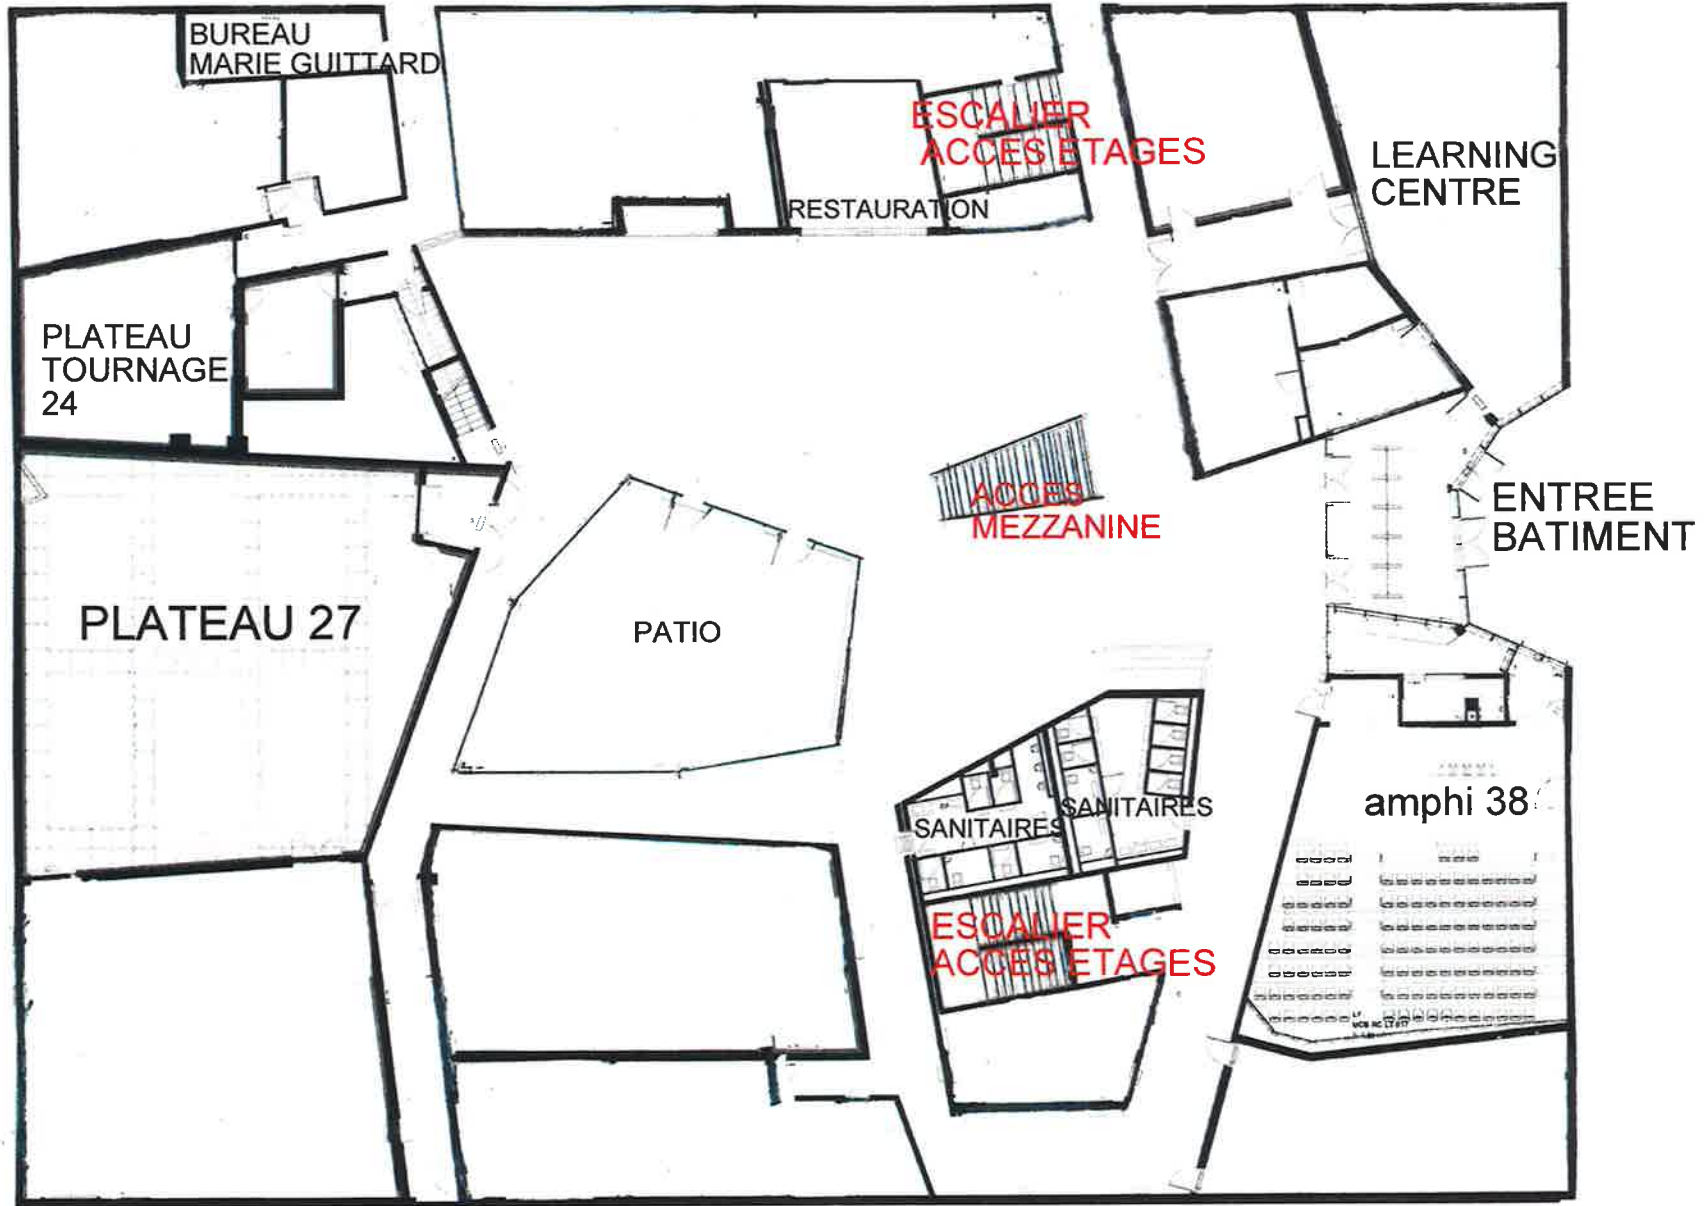 BUREAU
MARIE GUITTARD
ESCALIER
ACCES ETAGES
LEARNING
CENTRE
RESTAURATION
PLATEAU
TOURNAGE
24
ACCES
MEZZANINE
ENTREE
BATIMENT
PLATEAU 27
PATIO
amphi 38
SANITAIRES
SANITAIRES
ESCALIER
ACCES ETAGES